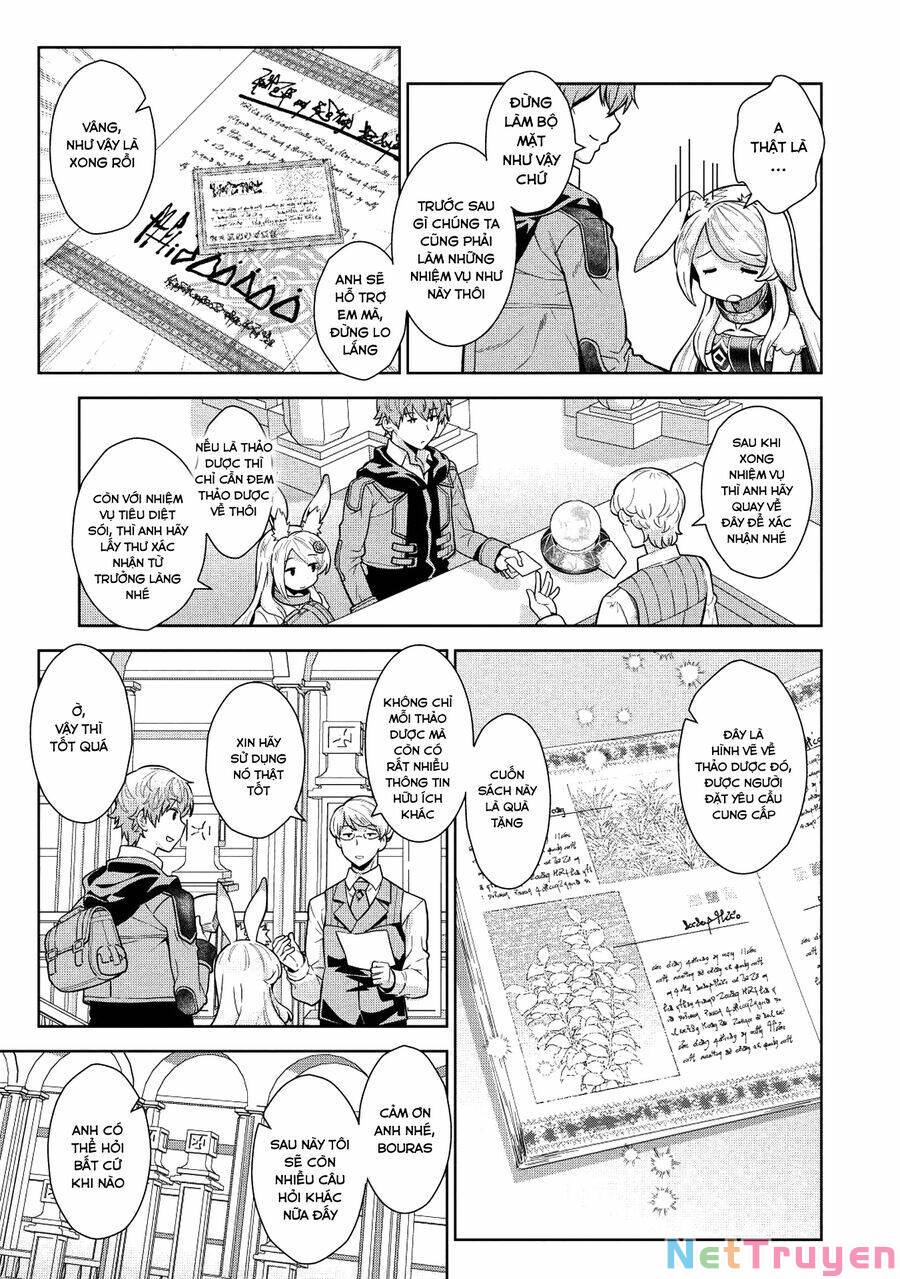 A
THẬT LÀ
...
ĐỪNG
LÀM BỘ
MẶT
NHƯ VẬY
CHỨ
TRƯỚC SAU
GÌ CHÚNG TA
CŨNG PHẢI
LÀM NHỮNG
NHIỆM VỤ NHƯ
NÀY THÔI
ANH SẼ
HỖ TRỢ
EM MÀ,
ĐỪNG LO
LẮNG
VÂNG,
NHƯ VẬY LÀ
XONG RỒI
SAU KHI
XONG
NHIỆM VỤ
THÌ ANH HÃY
QUAY VỀ
ĐÂY ĐỂ XÁC
NHẬN NHÉ
NẾU LÀ THẢO
DƯỢC THÌ
CHỈ CẦN ĐEM
THẢO DƯỢC
VỀ THÔI
CÒN VỚI NHIỆM
VỤ TIÊU DIỆT
SÓI, THÌ ANH HÃY
LẤY THƯ XÁC
NHẬN TỪ
TRƯỞNG LÀNG
NHÉ
ĐÂY LÀ
HÌNH VẼ VỀ
THẢO DƯỢC ĐÓ,
ĐƯỢC NGƯỜI
ĐẶT YÊU CẦU
CUNG CẤP
CUỐN
SÁCH NÀY
LÀ QUÀ
TẶNG
KHÔNG CHỈ
MỖI THẢO
DƯỢC MÀ
CÒN CÓ
RẤT NHIỀU
THÔNG TIN
HỮU ÍCH
KHÁC
XIN HÃY
SỬ DỤNG
NÓ THẬT
TỐT
Ở,
VẬY THÌ
TỐT QUÁ
CẢM ƠN
ANH NHÉ,
BOURAS
SAU NÀY TÔI
SẼ CÒN
NHIỀU CÂU
HỎI KHÁC
NỮA ĐẤY
ANH CÓ
THỂ HỎI
BẤT CỨ
KHI NÀO
NetTruyen